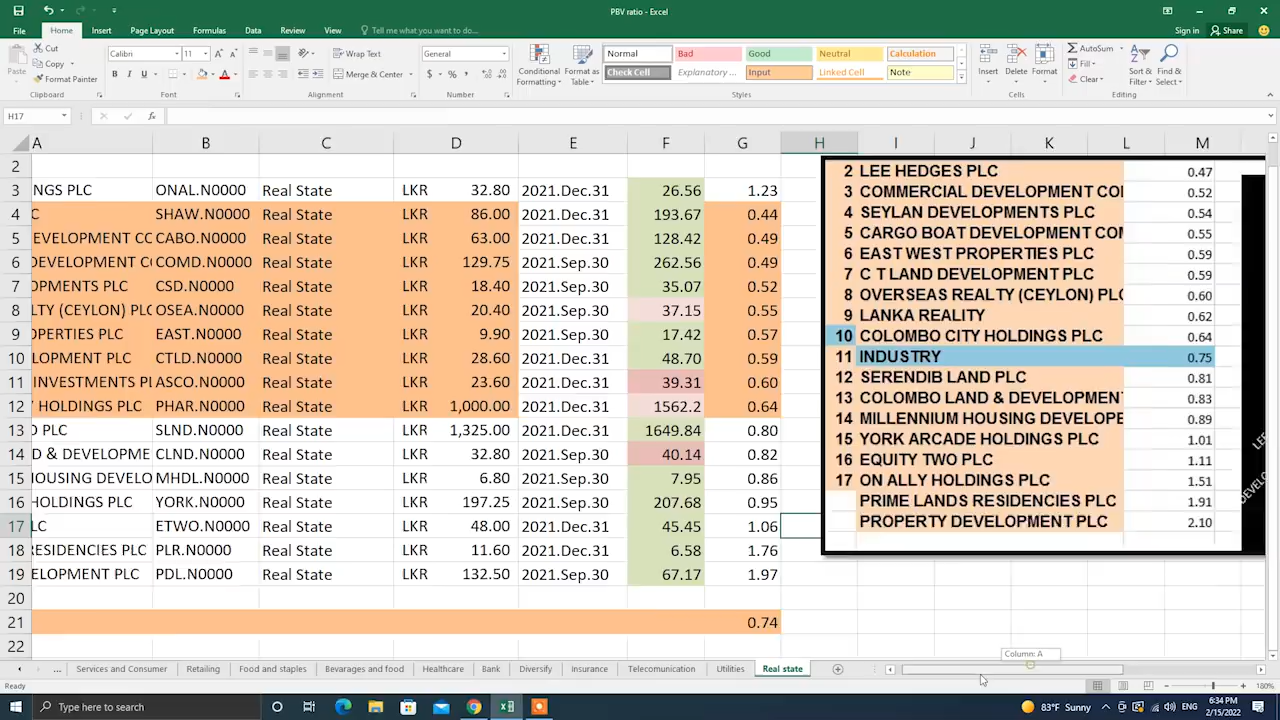 PBV ratio - Excel
Sign in Share
File Home Insert Page Layout Formulas Data Review View Tell me what you want to do...
Cut
Copy
Format Painter
Paste
Clipboard
Calibri 11
B I U
Font
Wrap Text
Merge & Center
Alignment
General
$ % ,
Number
Conditional Formatting
Format as Table
Normal Bad Good Neutral Calculation
Check Cell Explanatory ... Input Linked Cell Note
Styles
Insert Delete Format
Cells
AutoSum
Fill
Clear
Sort & Filter
Find & Select
Editing
H17 fx
A B C D E F G H I J K L M
2
3 NGS PLC ONAL.N0000 Real State LKR 32.80 2021.Dec.31 26.56 1.23
4 C SHAW.N0000 Real State LKR 86.00 2021.Dec.31 193.67 0.44
5 EVELOPMENT CC CABO.N0000 Real State LKR 63.00 2021.Dec.31 128.42 0.49
6 DEVELOPMENT CC COMD.N0000 Real State LKR 129.75 2021.Sep.30 262.56 0.49
7 OPMENTS PLC CSD.N0000 Real State LKR 18.40 2021.Sep.30 35.07 0.52
8 LTY (CEYLON) PLC OSEA.N0000 Real State LKR 20.40 2021.Sep.30 37.15 0.55
9 OPERTIES PLC EAST.N0000 Real State LKR 9.90 2021.Sep.30 17.42 0.57
10 LOPMENT PLC CTLD.N0000 Real State LKR 28.60 2021.Sep.30 48.70 0.59
11 INVESTMENTS PL ASCO.N0000 Real State LKR 23.60 2021.Dec.31 39.31 0.60
12 HOLDINGS PLC PHAR.N0000 Real State LKR 1,000.00 2021.Dec.31 1562.2 0.64
13 PLC SLND.N0000 Real State LKR 1,325.00 2021.Dec.31 1649.84 0.80
14 D & DEVELOPME CLND.N0000 Real State LKR 32.80 2021.Sep.30 40.14 0.82
15 HOUSING DEVELO MHDL.N0000 Real State LKR 6.80 2021.Sep.30 7.95 0.86
16 HOLDINGS PLC YORK.N0000 Real State LKR 197.25 2021.Sep.30 207.68 0.95
17 LC ETWO.N0000 Real State LKR 48.00 2021.Dec.31 45.45 1.06
18 RESIDENCIES PLC PLR.N0000 Real State LKR 11.60 2021.Sep.30 6.58 1.76
19 ELOPMENT PLC PDL.N0000 Real State LKR 132.50 2021.Sep.30 67.17 1.97
20
21 0.74
22
2 LEE HEDGES PLC 0.47
3 COMMERCIAL DEVELOPMENT COI 0.52
4 SEYLAN DEVELOPMENTS PLC 0.54
5 CARGO BOAT DEVELOPMENT COM 0.55
6 EAST WEST PROPERTIES PLC 0.59
7 C T LAND DEVELOPMENT PLC 0.59
8 OVERSEAS REALTY (CEYLON) PLC 0.60
9 LANKA REALITY 0.62
10 COLOMBO CITY HOLDINGS PLC 0.64
11 INDUSTRY 0.75
12 SERENDIB LAND PLC 0.81
13 COLOMBO LAND & DEVELOPMENT 0.83
14 MILLENNIUM HOUSING DEVELOPE 0.89
15 YORK ARCADE HOLDINGS PLC 1.01
16 EQUITY TWO PLC 1.11
17 ON ALLY HOLDINGS PLC 1.51
PRIME LANDS RESIDENCIES PLC 1.91
PROPERTY DEVELOPMENT PLC 2.10
LEE
DEVELO
Column: A
... Services and Consumer Retailing Food and staples Bevarages and food Healthcare Bank Diversify insurance Telecomunication Utilities Real state
Ready 180%
Type here to search
83°F Sunny
6:34 PM
2/15/2022